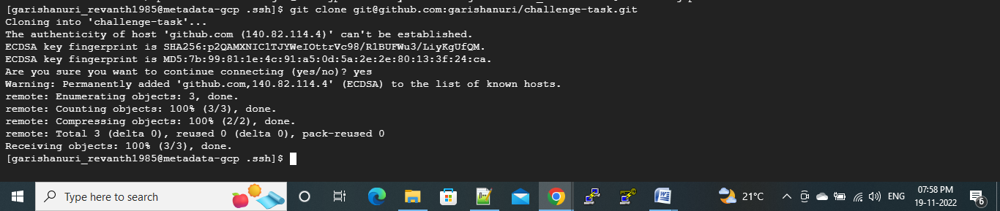 [garishanuri_revanth1985@metadata-gcp .ssh]$ git clone git@github.com:garishanuri/challenge-task.git
Cloning into 'challenge-task'...
The authenticity of host 'github.com (140.82.114.4)' can't be established.
ECDSA key fingerprint is SHA256:p2QAMXNIC1TJYWeIOttrVc98/R1BUFWu3/LiyKgUfQM.
ECDSA key fingerprint is MD5:7b:99:81:1e:4c:91:a5:0d:5a:2e:2e:80:13:3f:24:ca.
Are you sure you want to continue connecting (yes/no)? yes
Warning: Permanently added 'github.com,140.82.114.4' (ECDSA) to the list of known hosts.
remote: Enumerating objects: 3, done.
remote: Counting objects: 100% (3/3), done.
remote: Compressing objects: 100% (2/2), done.
remote: Total 3 (delta 0), reused 0 (delta 0), pack-reused 0
Receiving objects: 100% (3/3), done.
[garishanuri_revanth1985@metadata-gcp .ssh]$
Type here to search
21°C
ENG
07:58 PM
19-11-2022
6